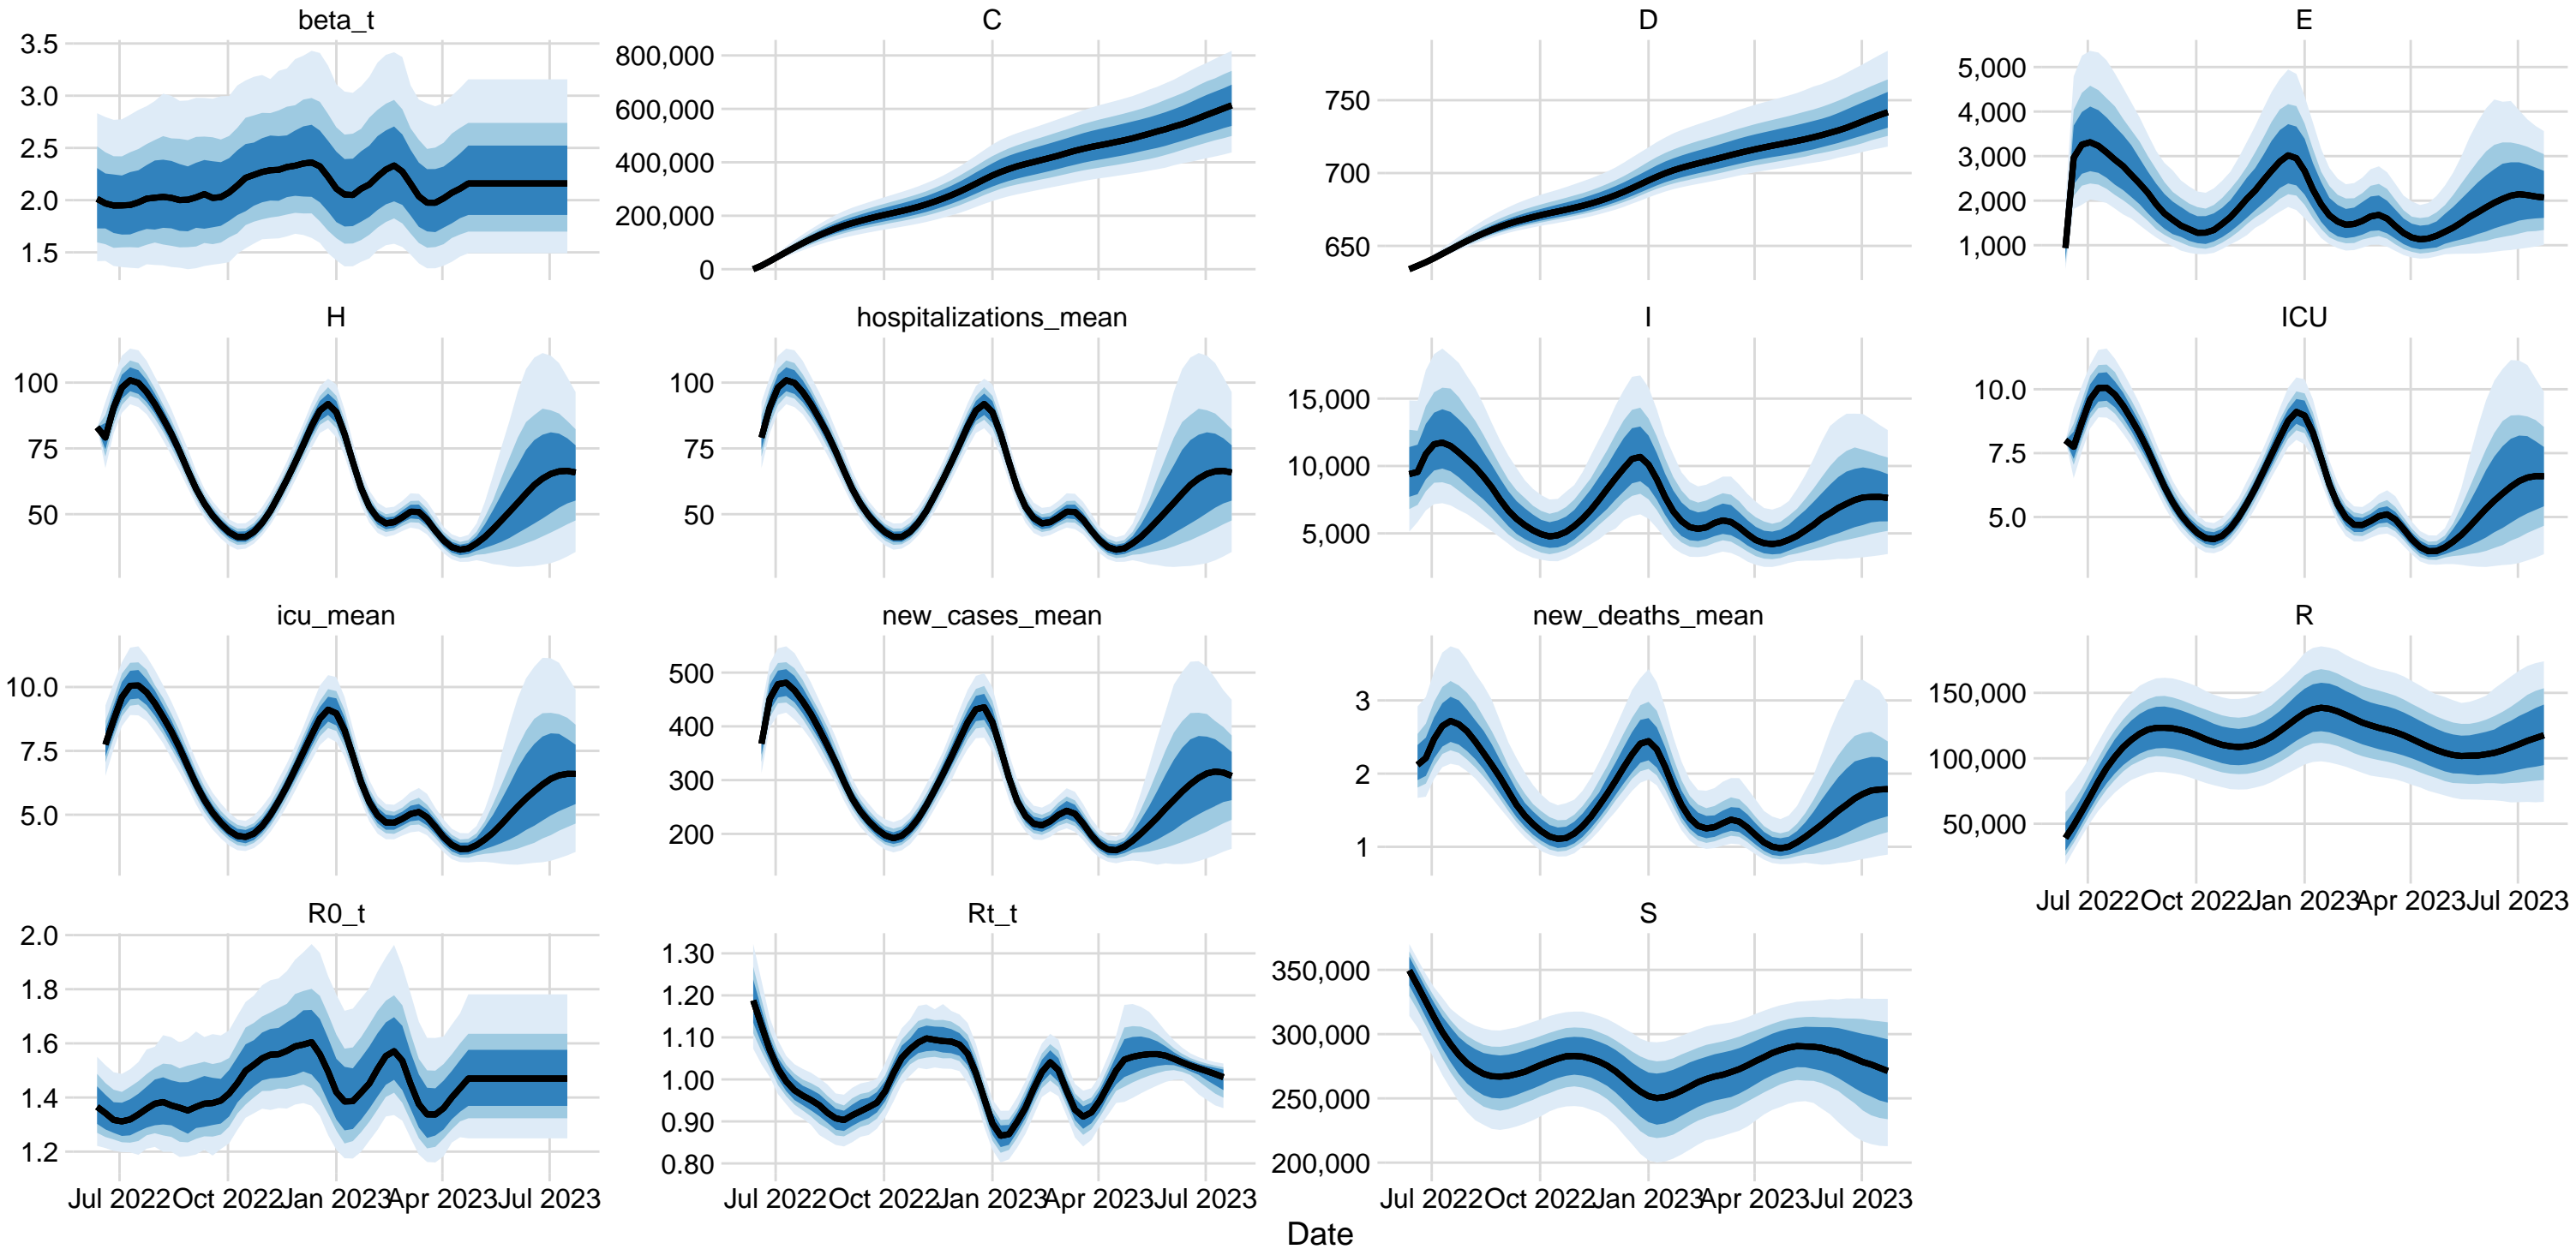 beta_t
3.5
3.0
2.5
2.0
1.5
C
800,000
600,000
400,000
200,000
0
D
750
700
650
E
5,000
4,000
3,000
2,000
1,000
H
100
75
50
hospitalizations_mean
100
75
50
I
15,000
10,000
5,000
ICU
10.0
7.5
5.0
icu_mean
10.0
7.5
5.0
new_cases_mean
500
400
300
200
new_deaths_mean
3
2
1
R
150,000
100,000
50,000
Jul 2022 Oct 2022 Jan 2023 Apr 2023 Jul 2023
R0_t
2.0
1.8
1.6
1.4
1.2
Jul 2022 Oct 2022 Jan 2023 Apr 2023 Jul 2023
Rt_t
1.30
1.20
1.10
1.00
0.90
0.80
Jul 2022 Oct 2022 Jan 2023 Apr 2023 Jul 2023
S
350,000
300,000
250,000
200,000
Jul 2022 Oct 2022 Jan 2023 Apr 2023 Jul 2023
Date